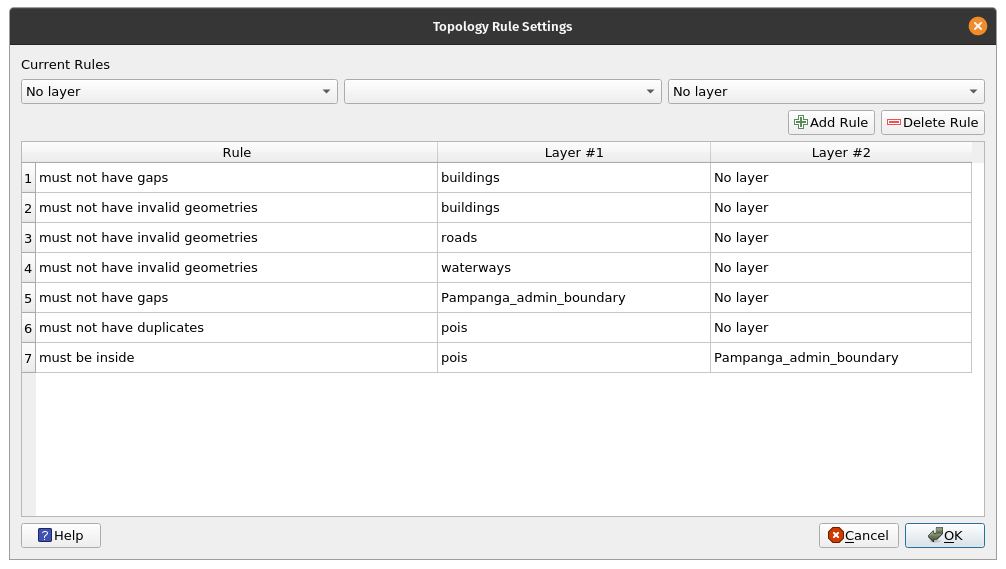 Topology Rule Settings
Current Rules
No layer No layer
Add Rule Delete Rule
Rule Layer #1 Layer #2
1 must not have gaps buildings No layer
2 must not have invalid geometries buildings No layer
3 must not have invalid geometries roads No layer
4 must not have invalid geometries waterways No layer
5 must not have gaps Pampanga_admin_boundary No layer
6 must not have duplicates pois No layer
7 must be inside pois Pampanga_admin_boundary
? Help Cancel OK